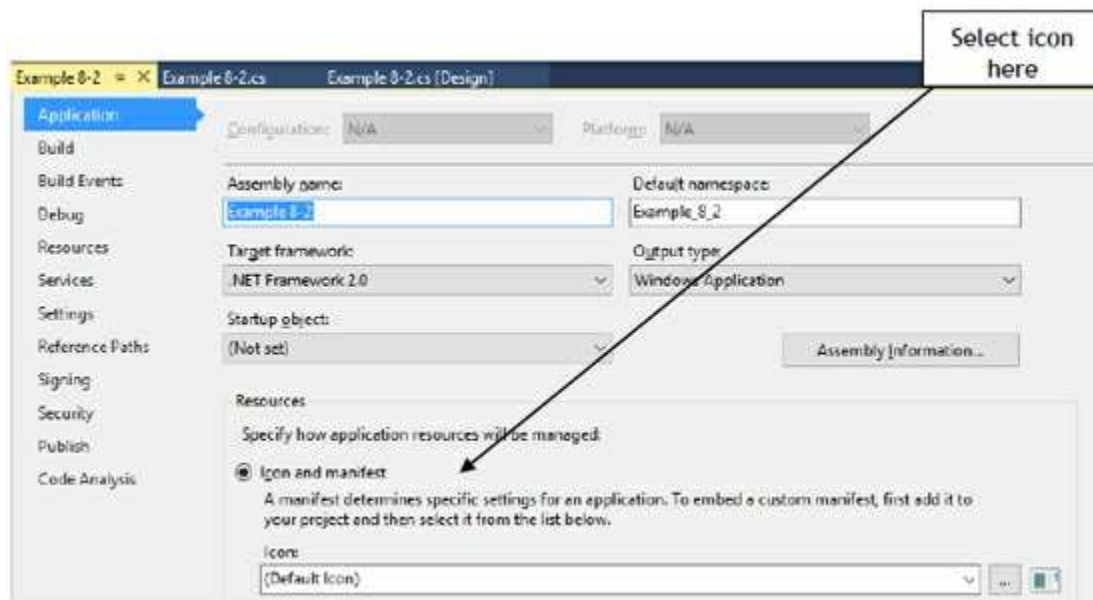 Select icon
here
Example 8-2 Example 8-2.cs Example 8-2.cs [Design]
Application
Configuration: N/A Platform: N/A
Build
Build Events
Assembly name: Default namespace:
Debug
Example 8-2 Example_8_2
Resources
Target framework: Output type:
Services
.NET Framework 2.0 Windows Application
Settings
Startup object:
Reference Paths
(Not set) Assembly Information...
Signing
Resources
Security
Specify how application resources will be managed:
Publish
Icon and manifest
Code Analysis
A manifest determines specific settings for an application. To embed a custom manifest, first add it to
your project and then select it from the list below.
Icon:
(Default Icon) ...